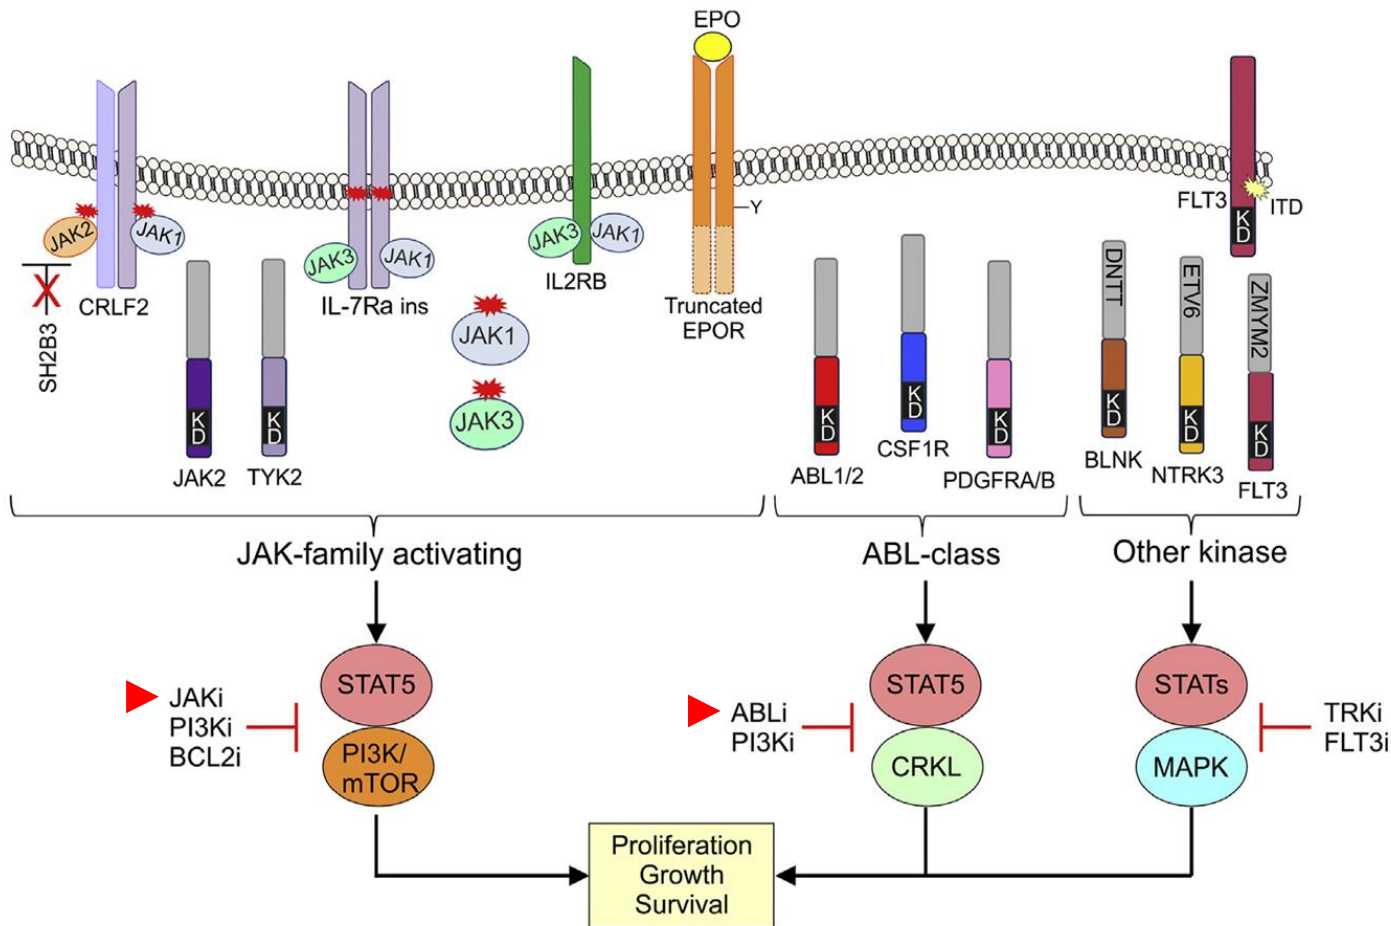 EPO
Y
FLT3
ITD
JAK2
JAK1
JAK3
JAK1
JAK3
JAK1
KD
SH2B3
CRLF2
IL-7Ra ins
IL2RB
Truncated
EPOR
JAK1
JAK3
KD
JAK2
KD
TYK2
KD
ABL1/2
KD
CSF1R
KD
PDGFRA/B
DNTT
KD
BLNK
ETV6
KD
NTRK3
ZMYM2
KD
FLT3
JAK-family activating
ABL-class
Other kinase
JAKi
PI3Ki
BCL2i
STAT5
PI3K/
mTOR
ABLi
PI3Ki
STAT5
CRKL
STATs
MAPK
TRKi
FLT3i
Proliferation
Growth
Survival